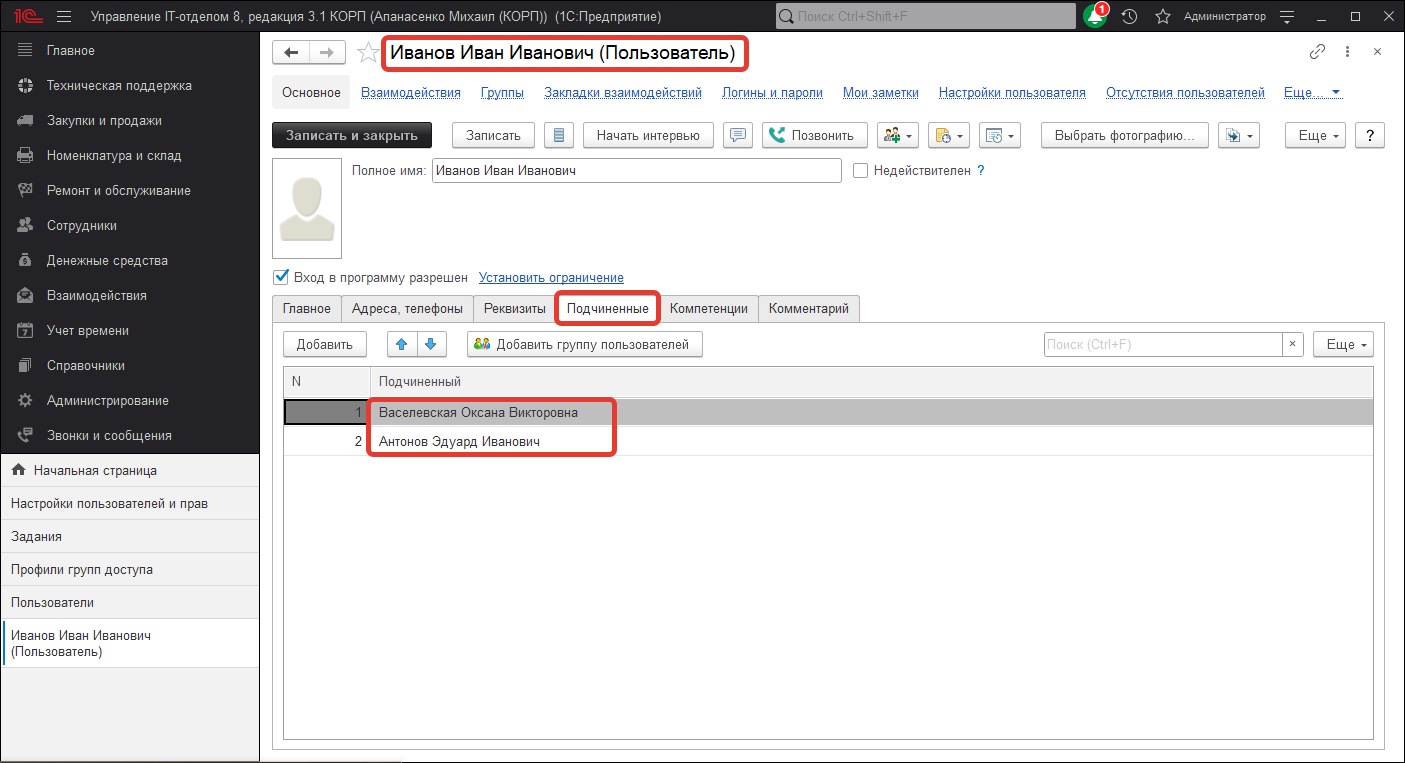 1С Управление IT-отделом 8, редакция 3.1 КОРП (Апанасенко Михаил (КОРП)) (1С:Предприятие) Поиск Ctrl+Shift+F 1 Администратор
Главное
Техническая поддержка
Закупки и продажи
Номенклатура и склад
Ремонт и обслуживание
Сотрудники
Денежные средства
Взаимодействия
Учет времени
Справочники
Администрирование
Звонки и сообщения
Начальная страница
Настройки пользователей и прав
Задания
Профили групп доступа
Пользователи
Иванов Иван Иванович
(Пользователь)
Иванов Иван Иванович (Пользователь)
Основное Взаимодействия Группы Закладки взаимодействий Логины и пароли Мои заметки Настройки пользователя Отсутствия пользователей Еще...
Записать и закрыть Записать Начать интервью Позвонить Выбрать фотографию... Еще ?
Полное имя: Иванов Иван Иванович Недействителен ?
Вход в программу разрешен Установить ограничение
Главное Адреса, телефоны Реквизиты Подчиненные Компетенции Комментарий
Добавить Добавить группу пользователей Поиск (Ctrl+F) × Еще
N Подчиненный
1 Васелевская Оксана Викторовна
2 Антонов Эдуард Иванович